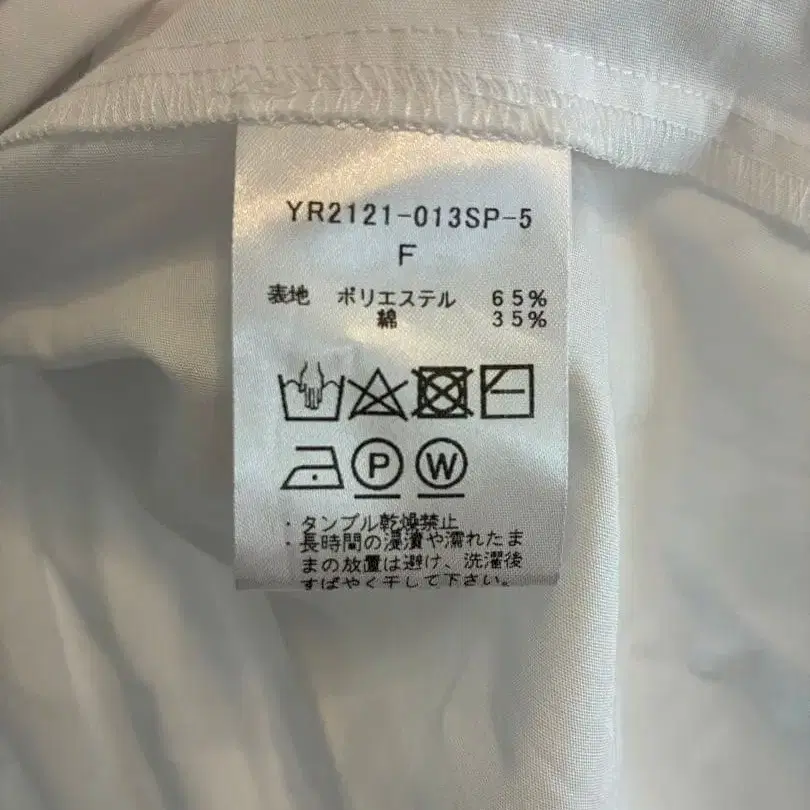 YR2121-013SP-5
F
表地 ポリエステル 65%
綿 35%
P W
・タンブル乾燥禁止
・長時間の浸漬や濡れたま
まの放置は避け、洗濯後
すばやく干して下さい。